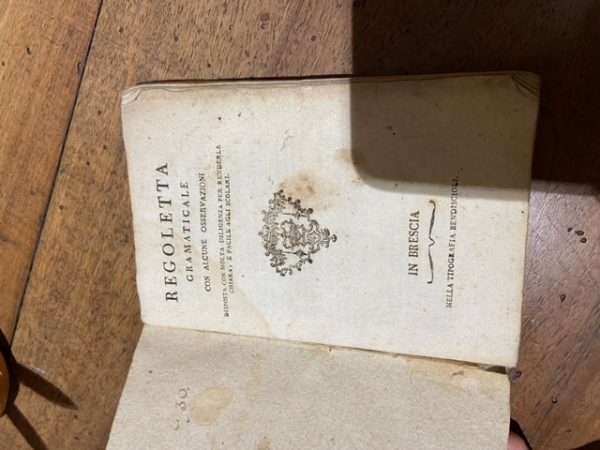 REGOLETTA
GRAMATICALE
CON ALCUNE OSSERVAZIONI
DISPOSTA CON MOLTA DILIGENZA PER RENDERLA
CHIARA, E FACILE AGLI SCOLARI.
IN BRESCIA
NELLA TIPOGRAFIA BENDISCIOLI.